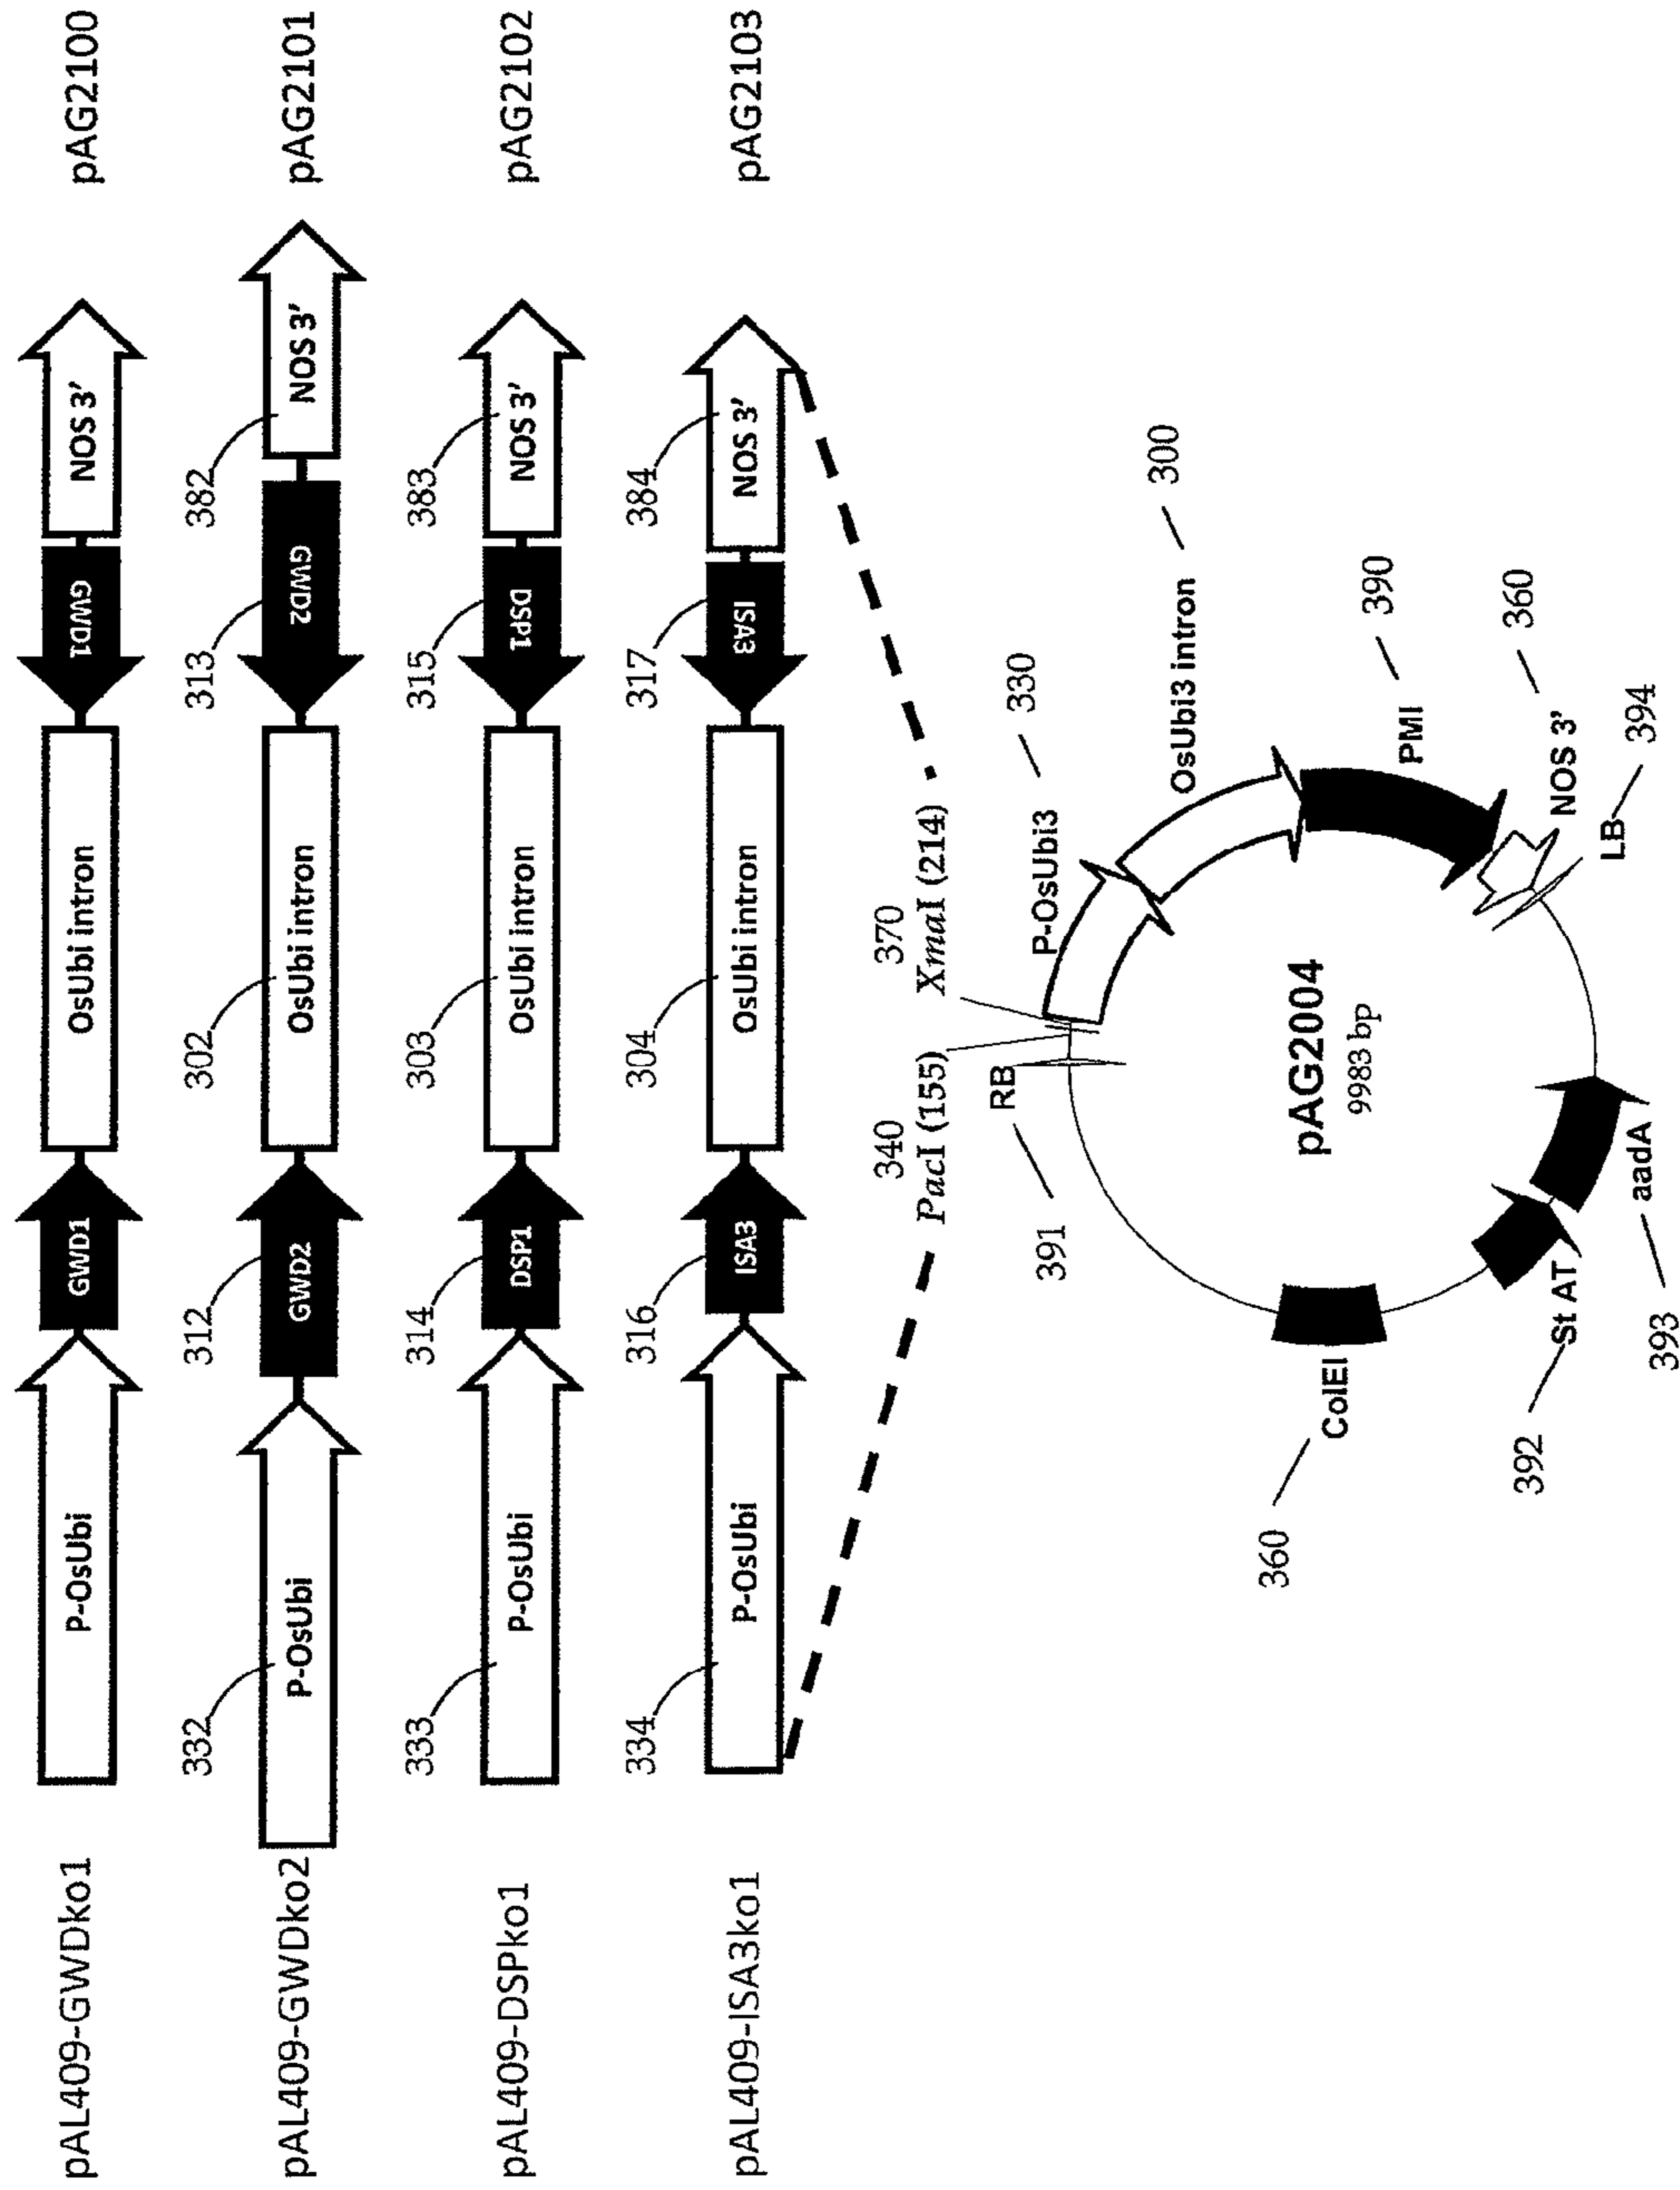 pAL409-GWDko1
P-OsUbi
GWD1
OsUbi intron
GWD1
NOS 3'
pAG2100
332
312
302
313
382
pAL409-GWDko2
P-OsUbi
GWD2
OsUbi intron
GWD2
NOS 3'
pAG2101
333
314
303
315
383
pAL409-DSPko1
P-OsUbi
DSP1
OsUbi intron
DSP1
NOS 3'
pAG2102
334
316
304
317
384
pAL409-ISA3ko1
P-OsUbi
ISA3
OsUbi intron
ISA3
NOS 3'
pAG2103
340
PacI (155)
370
XmaI (214)
391
RB
P-OsUbi3
330
OsUbi3 intron
300
PMI
390
NOS 3'
360
LB
394
pAG2004
9983 bp
360
ColEI
392
St AT
393
aadA